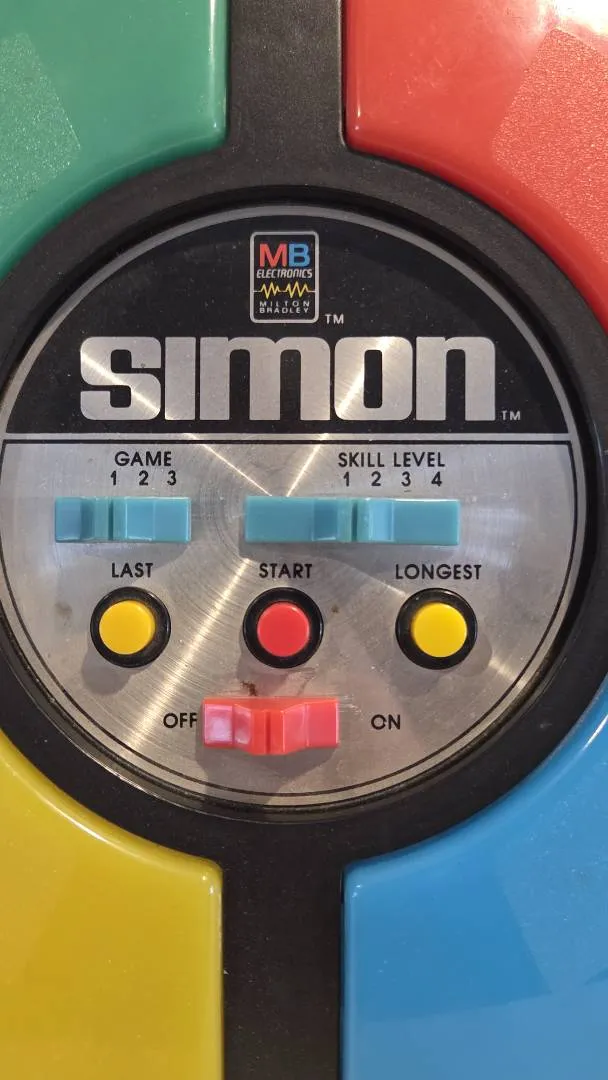 MB
ELECTRONICS
MILTON
BRADLEY
TM
simon TM
GAME SKILL LEVEL
1 2 3 1 2 3 4
LAST START LONGEST
OFF ON